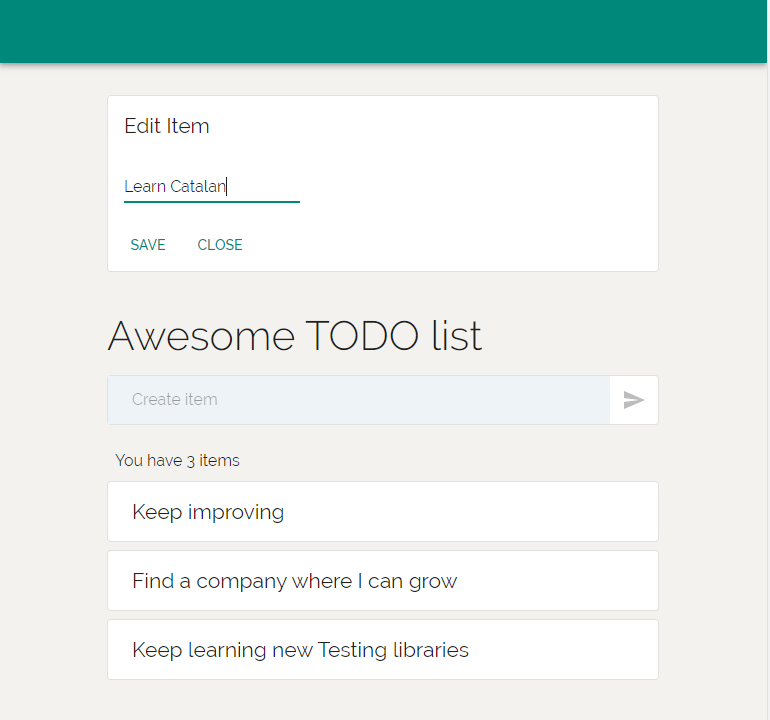 Edit Item
Learn Catalan
SAVE CLOSE
Awesome TODO list
Create item
You have 3 items
Keep improving
Find a company where I can grow
Keep learning new Testing libraries